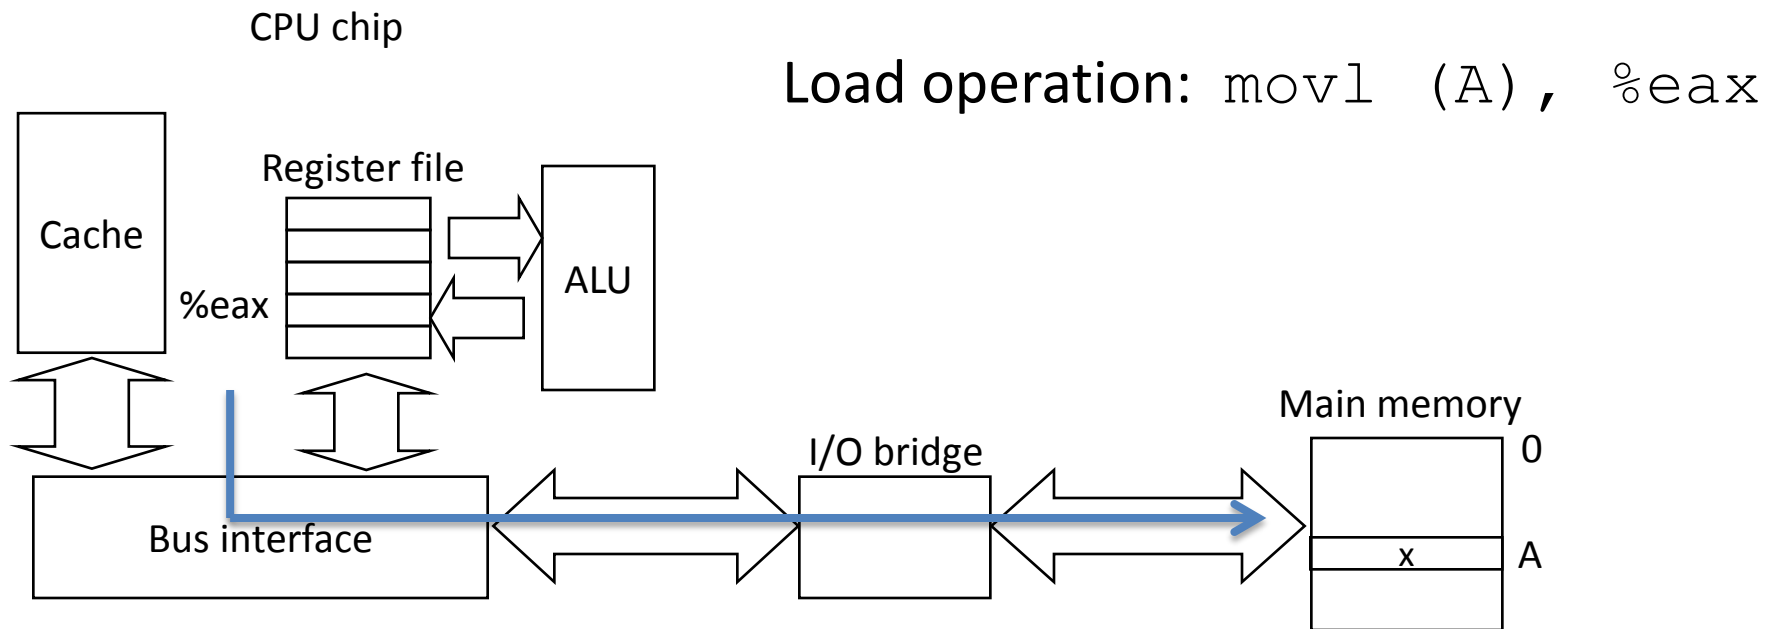 CPU chip
Load operation: movl (A), %eax
Register file
Cache
ALU
%eax
Main memory
0
I/O bridge
Bus interface
x
A